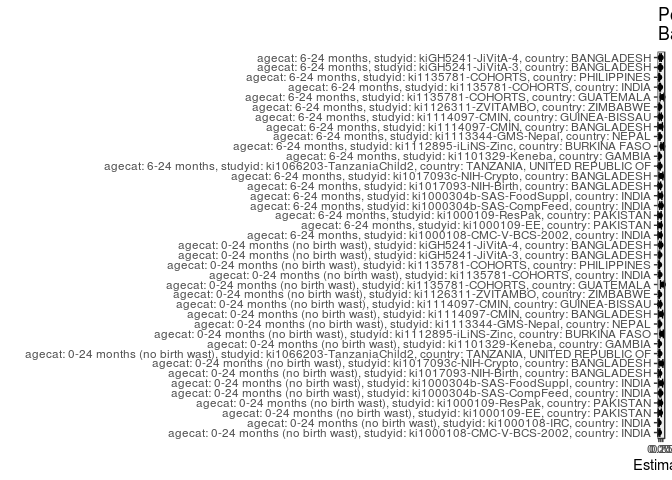 Po
Ba
agecat: 6-24 months, studyid: kiGH5241-JiVitA-4, country: BANGLADESH
agecat: 6-24 months, studyid: kiGH5241-JiVitA-3, country: BANGLADESH
agecat: 6-24 months, studyid: ki1135781-COHORTS, country: PHILIPPINES
agecat: 6-24 months, studyid: ki1135781-COHORTS, country: INDIA
agecat: 6-24 months, studyid: ki1135781-COHORTS, country: GUATEMALA
agecat: 6-24 months, studyid: ki1126311-ZVITAMBO, country: ZIMBABWE
agecat: 6-24 months, studyid: ki1114097-CMIN, country: GUINEA-BISSAU
agecat: 6-24 months, studyid: ki1114097-CMIN, country: BANGLADESH
agecat: 6-24 months, studyid: ki1113344-GMS-Nepal, country: NEPAL
agecat: 6-24 months, studyid: ki1112895-iLiNS-Zinc, country: BURKINA FASO
agecat: 6-24 months, studyid: ki1101329-Keneba, country: GAMBIA
agecat: 6-24 months, studyid: ki1066203-TanzaniaChild2, country: TANZANIA, UNITED REPUBLIC OF
agecat: 6-24 months, studyid: ki1017093c-NIH-Crypto, country: BANGLADESH
agecat: 6-24 months, studyid: ki1017093-NIH-Birth, country: BANGLADESH
agecat: 6-24 months, studyid: ki1000304b-SAS-FoodSuppl, country: INDIA
agecat: 6-24 months, studyid: ki1000304b-SAS-CompFeed, country: INDIA
agecat: 6-24 months, studyid: ki1000109-ResPak, country: PAKISTAN
agecat: 6-24 months, studyid: ki1000109-EE, country: PAKISTAN
agecat: 6-24 months, studyid: ki1000108-CMC-V-BCS-2002, country: INDIA
agecat: 0-24 months (no birth wast), studyid: kiGH5241-JiVitA-4, country: BANGLADESH
agecat: 0-24 months (no birth wast), studyid: kiGH5241-JiVitA-3, country: BANGLADESH
agecat: 0-24 months (no birth wast), studyid: ki1135781-COHORTS, country: PHILIPPINES
agecat: 0-24 months (no birth wast), studyid: ki1135781-COHORTS, country: INDIA
agecat: 0-24 months (no birth wast), studyid: ki1135781-COHORTS, country: GUATEMALA
agecat: 0-24 months (no birth wast), studyid: ki1126311-ZVITAMBO, country: ZIMBABWE
agecat: 0-24 months (no birth wast), studyid: ki1114097-CMIN, country: GUINEA-BISSAU
agecat: 0-24 months (no birth wast), studyid: ki1114097-CMIN, country: BANGLADESH
agecat: 0-24 months (no birth wast), studyid: ki1113344-GMS-Nepal, country: NEPAL
agecat: 0-24 months (no birth wast), studyid: ki1112895-iLiNS-Zinc, country: BURKINA FASO
agecat: 0-24 months (no birth wast), studyid: ki1101329-Keneba, country: GAMBIA
agecat: 0-24 months (no birth wast), studyid: ki1066203-TanzaniaChild2, country: TANZANIA, UNITED REPUBLIC OF
agecat: 0-24 months (no birth wast), studyid: ki1017093c-NIH-Crypto, country: BANGLADESH
agecat: 0-24 months (no birth wast), studyid: ki1017093-NIH-Birth, country: BANGLADESH
agecat: 0-24 months (no birth wast), studyid: ki1000304b-SAS-FoodSuppl, country: INDIA
agecat: 0-24 months (no birth wast), studyid: ki1000304b-SAS-CompFeed, country: INDIA
agecat: 0-24 months (no birth wast), studyid: ki1000109-ResPak, country: PAKISTAN
agecat: 0-24 months (no birth wast), studyid: ki1000109-EE, country: PAKISTAN
agecat: 0-24 months (no birth wast), studyid: ki1000108-IRC, country: INDIA
agecat: 0-24 months (no birth wast), studyid: ki1000108-CMC-V-BCS-2002, country: INDIA
Estima